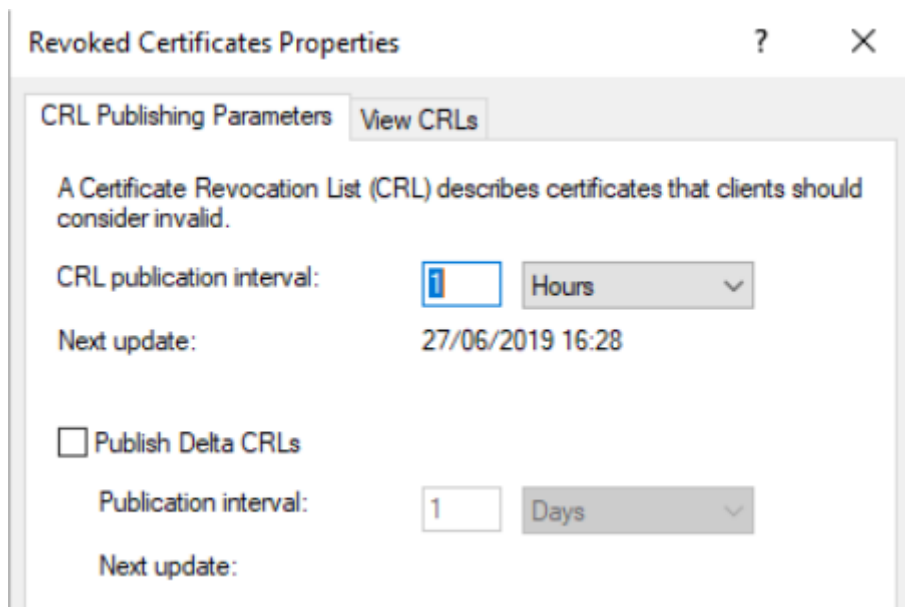 Revoked Certificates Properties ? ×
CRL Publishing Parameters View CRLs
A Certificate Revocation List (CRL) describes certificates that clients should
consider invalid.
CRL publication interval: 1 Hours
Next update: 27/06/2019 16:28
Publish Delta CRLs
Publication interval: 1 Days
Next update: